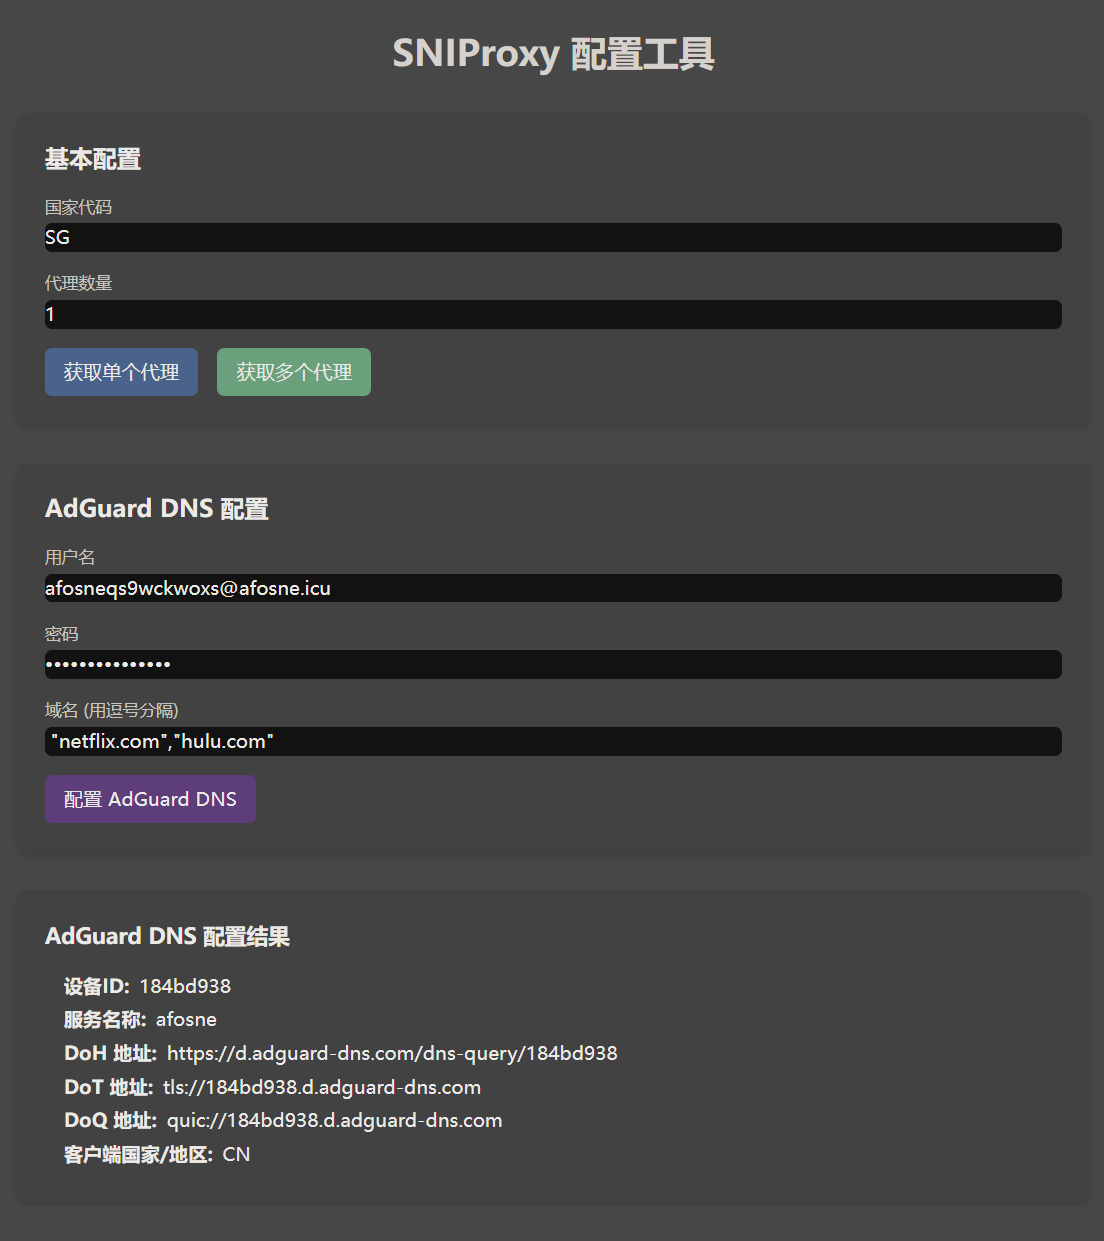 SNIProxy 配置工具
基本配置
国家代码
SG
代理数量
1
获取单个代理 获取多个代理
AdGuard DNS 配置
用户名
afosneqs9wckwoxs@afosne.icu
密码
•••••••••••••••
域名 (用逗号分隔)
"netflix.com","hulu.com"
配置 AdGuard DNS
AdGuard DNS 配置结果
设备ID: 184bd938
服务名称: afosne
DoH 地址: https://d.adguard-dns.com/dns-query/184bd938
DoT 地址: tls://184bd938.d.adguard-dns.com
DoQ 地址: quic://184bd938.d.adguard-dns.com
客户端国家/地区: CN